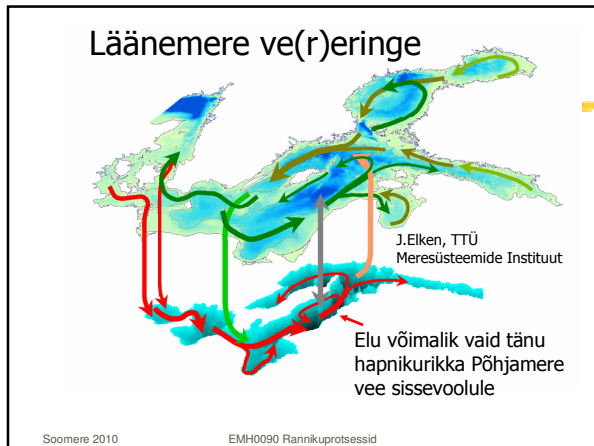 Läänemere ve(r)eringe
J.Elken, TTÜ
Meresüsteemide Instituut
Elu võimalik vaid tänu
hapnikurikka Põhjamere
vee sissevoolule
Soomere 2010 EMH0090 Rannikuprotsessid